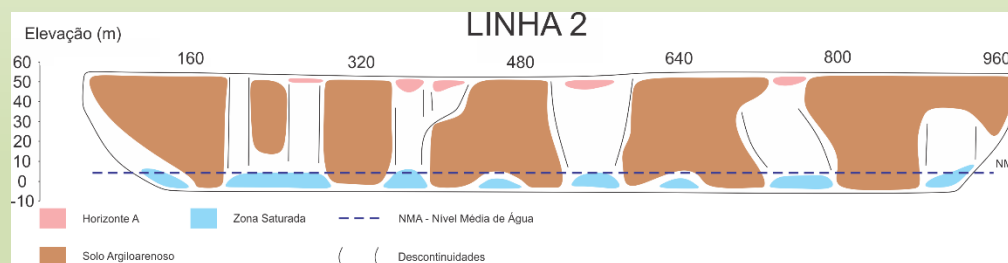 LINHA 2
Elevação (m)
160 320 480 640 800 960
60
50
40
30
20
10
0
-10
NM
Horizonte A
Zona Saturada
NMA - Nível Média de Água
Solo Argiloarenoso
Descontinuidades